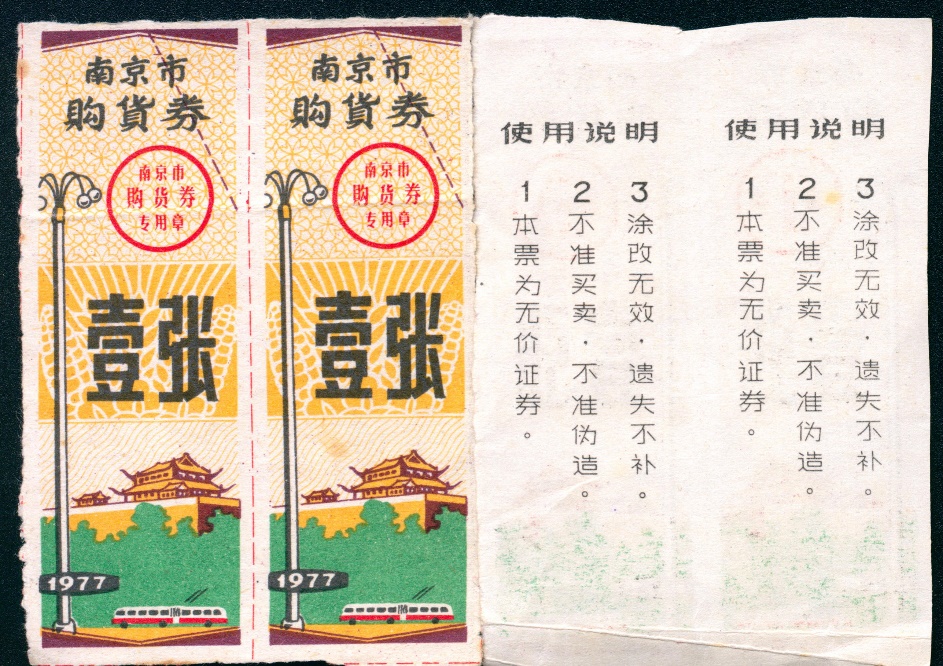 南京市
购货券
南京市
购货券
专用章
壹张
1977
南京市
购货券
南京市
购货券
专用章
壹张
1977
使用说明
1 本票为无价证券。
2 不准买卖·不准伪造。
3 涂改无效·遗失不补。
使用说明
1 本票为无价证券。
2 不准买卖·不准伪造。
3 涂改无效·遗失不补。